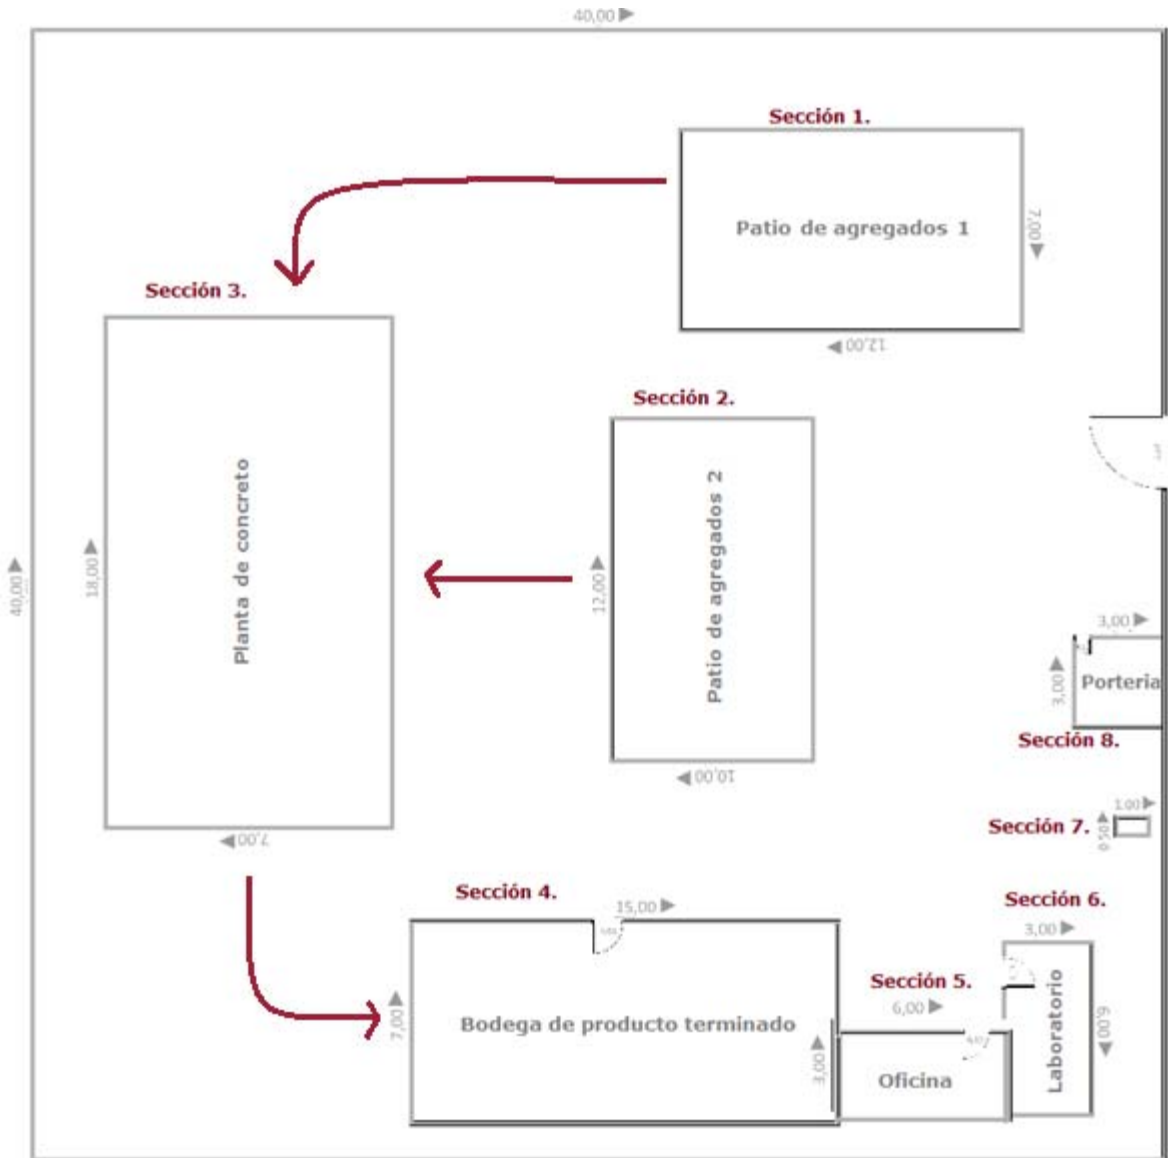 40,00
Sección 1.
Patio de agregados 1
7,00
12,00
Sección 3.
Planta de concreto
18,00
7,00
40,00
Sección 2.
Patio de agregados 2
12,00
10,00
3,00
3,00
Porteria
Sección 8.
1.00
Sección 7.
0.50
Sección 4.
15,00
7,00
Bodega de producto terminado
Sección 5.
6,00
3,00
Oficina
Sección 6.
3,00
Laboratorio
6,00